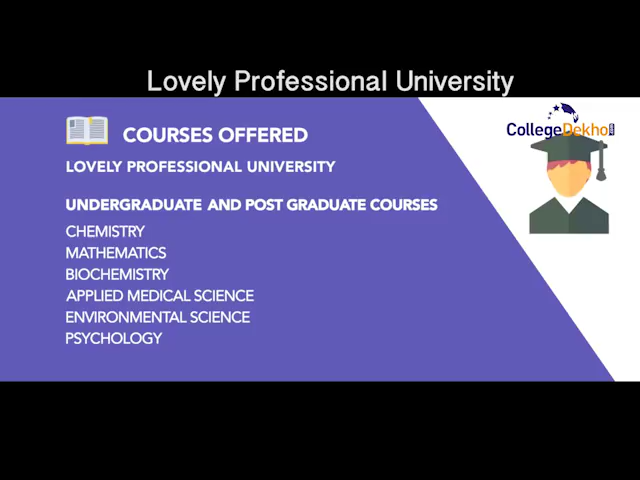 Lovely Professional University
CollegeDekho.com
COURSES OFFERED
LOVELY PROFESSIONAL UNIVERSITY
UNDERGRADUATE AND POST GRADUATE COURSES
CHEMISTRY
MATHEMATICS
BIOCHEMISTRY
APPLIED MEDICAL SCIENCE
ENVIRONMENTAL SCIENCE
PSYCHOLOGY